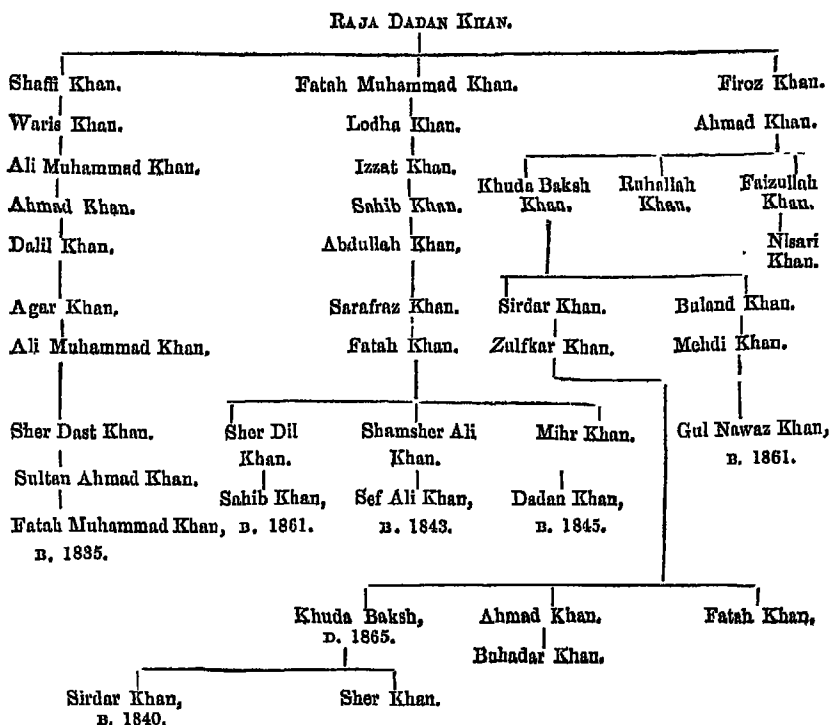 RAJA DADAN KHAN.
Shaffi Khan. Fatah Muhammad Khan. Firoz Khan.
Waris Khan. Lodha Khan. Ahmad Khan.
Ali Muhammad Khan. Izzat Khan.
Khuda Baksh Khan. Ruhallah Khan. Faizullah Khan.
Ahmad Khan. Sahib Khan.
Dalil Khan. Abdullah Khan. Nisari Khan.
Agar Khan. Sarafraz Khan. Sirdar Khan. Buland Khan.
Ali Muhammad Khan. Fatah Khan. Zulfkar Khan. Mehdi Khan.
Sher Dast Khan. Sher Dil Khan. Shamsher Ali Khan. Mihr Khan. Gul Nawaz Khan,
B. 1861.
Sultan Ahmad Khan.
Sahib Khan, Sef Ali Khan, Dadan Khan,
Fatah Muhammad Khan, B. 1861. B. 1843. B. 1845.
B. 1835.
Khuda Baksh, Ahmad Khan. Fatah Khan.
D. 1865.
Buhadar Khan.
Sirdar Khan, Sher Khan.
B. 1840.